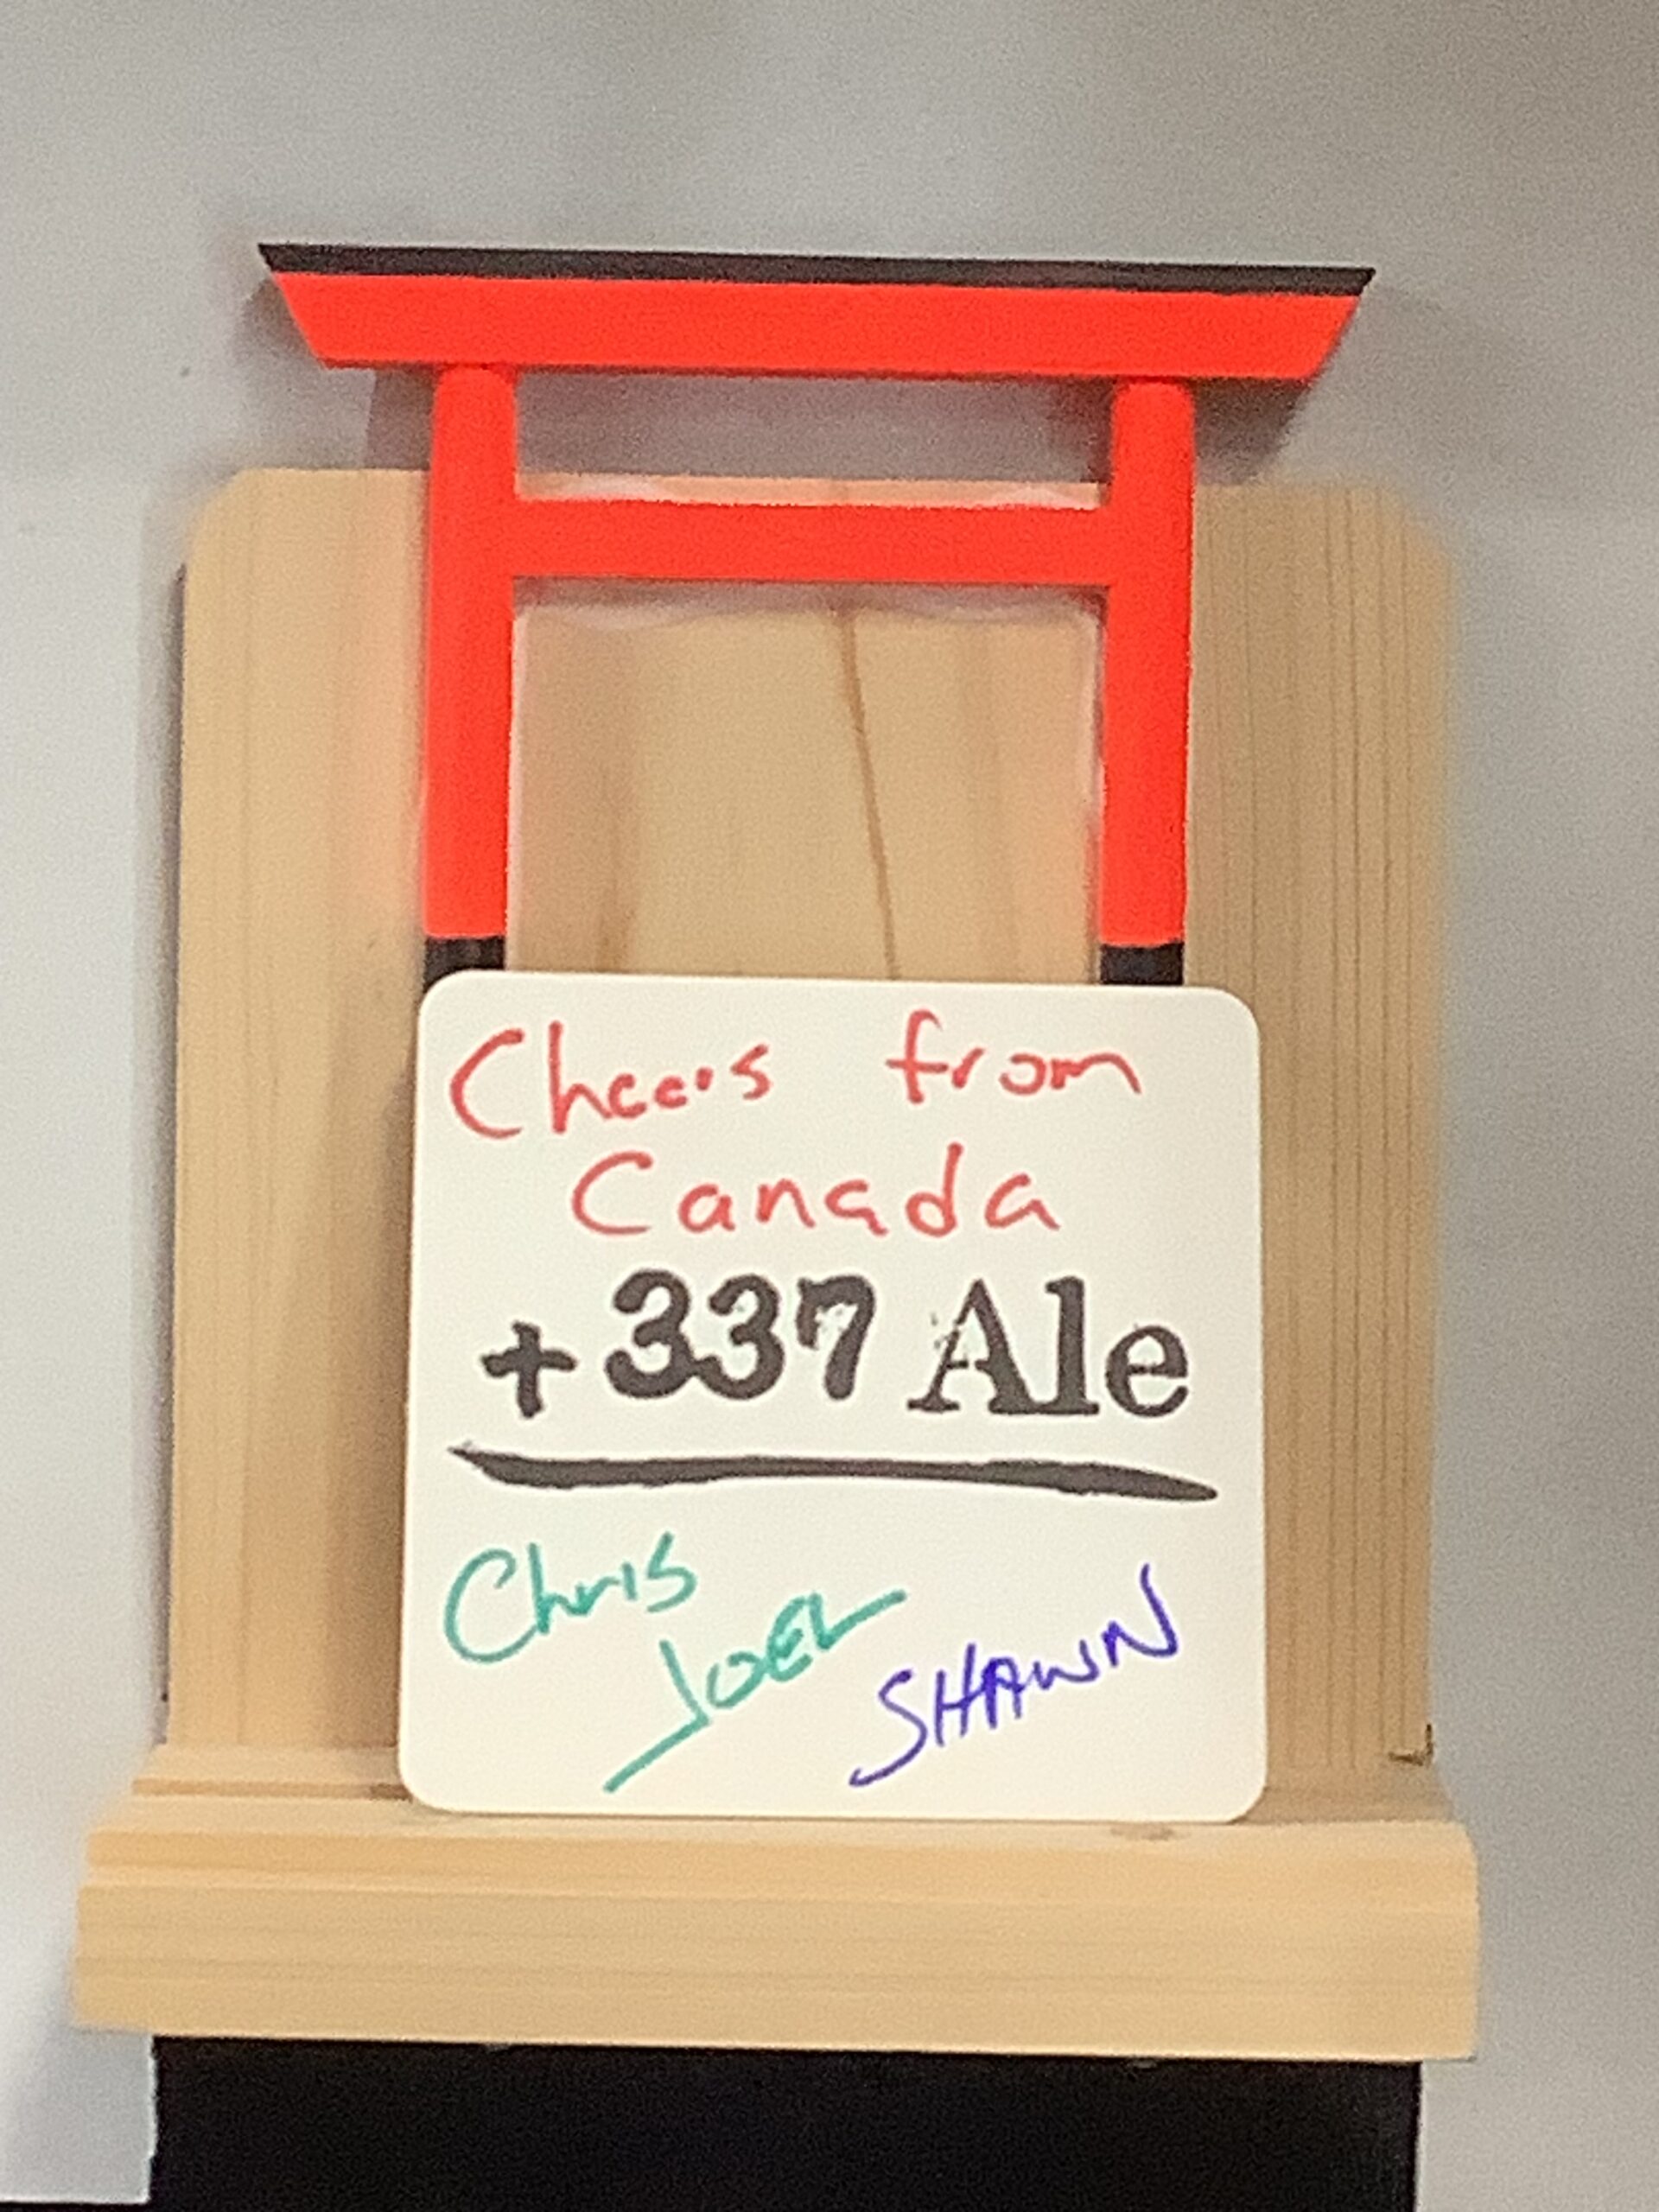 Cheers from
Canada
+337 Ale
Chris
JOEL
SHAWN